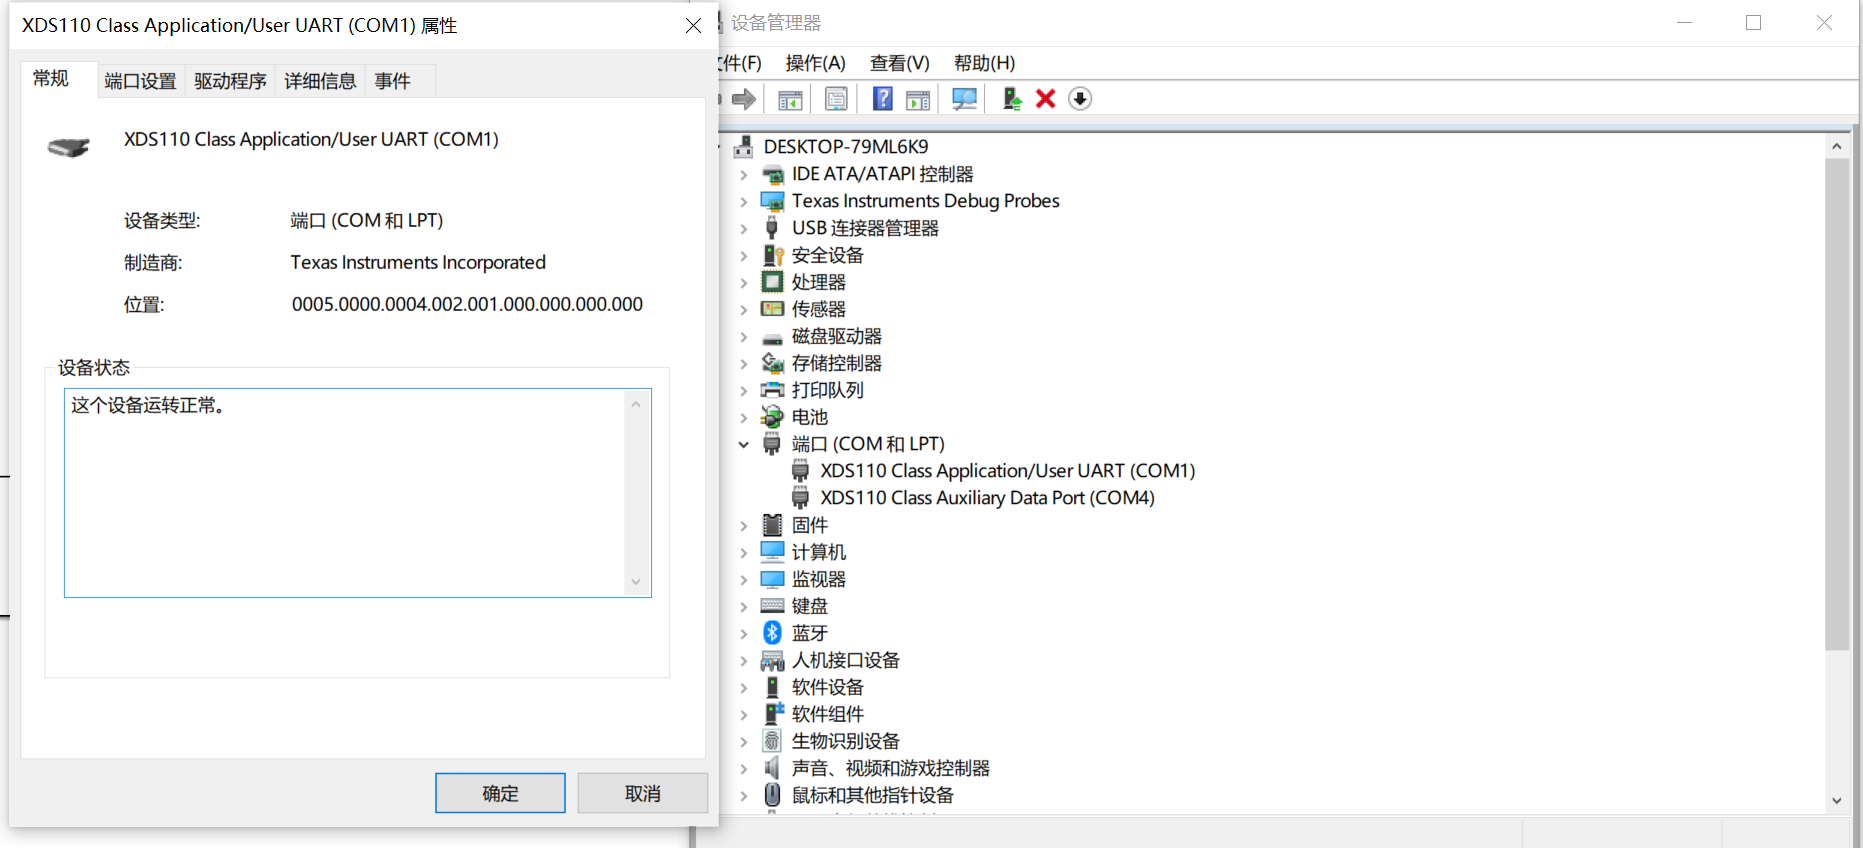 XDS110 Class Application/User UART (COM1) 属性
常规
端口设置
驱动程序
详细信息
事件
XDS110 Class Application/User UART (COM1)
设备类型: 端口 (COM 和 LPT)
制造商: Texas Instruments Incorporated
位置: 0005.0000.0004.002.001.000.000.000.000
设备状态
这个设备运转正常。
确定
取消
设备管理器
件(F) 操作(A) 查看(V) 帮助(H)
DESKTOP-79ML6K9
IDE ATA/ATAPI 控制器
Texas Instruments Debug Probes
USB 连接器管理器
安全设备
处理器
传感器
磁盘驱动器
存储控制器
打印队列
电池
端口 (COM 和 LPT)
XDS110 Class Application/User UART (COM1)
XDS110 Class Auxiliary Data Port (COM4)
固件
计算机
监视器
键盘
蓝牙
人机接口设备
软件设备
软件组件
生物识别设备
声音、视频和游戏控制器
鼠标和其他指针设备